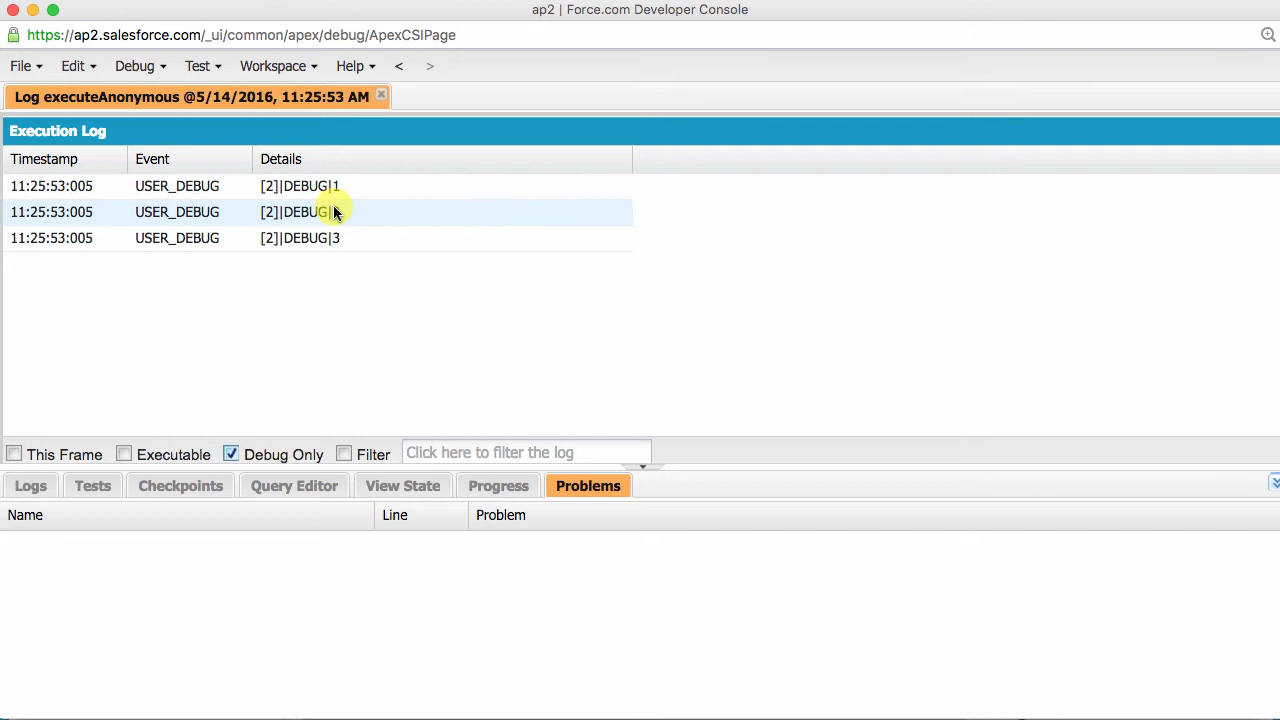 ap2 | Force.com Developer Console
https://ap2.salesforce.com/_ui/common/apex/debug/ApexCSIPage
File Edit Debug Test Workspace Help < >
Log executeAnonymous @5/14/2016, 11:25:53 AM
Execution Log
Timestamp Event Details
11:25:53:005 USER_DEBUG [2]|DEBUG|1
11:25:53:005 USER_DEBUG [2]|DEBUG|
11:25:53:005 USER_DEBUG [2]|DEBUG|3
This Frame Executable Debug Only Filter Click here to filter the log
Logs Tests Checkpoints Query Editor View State Progress Problems
Name Line Problem